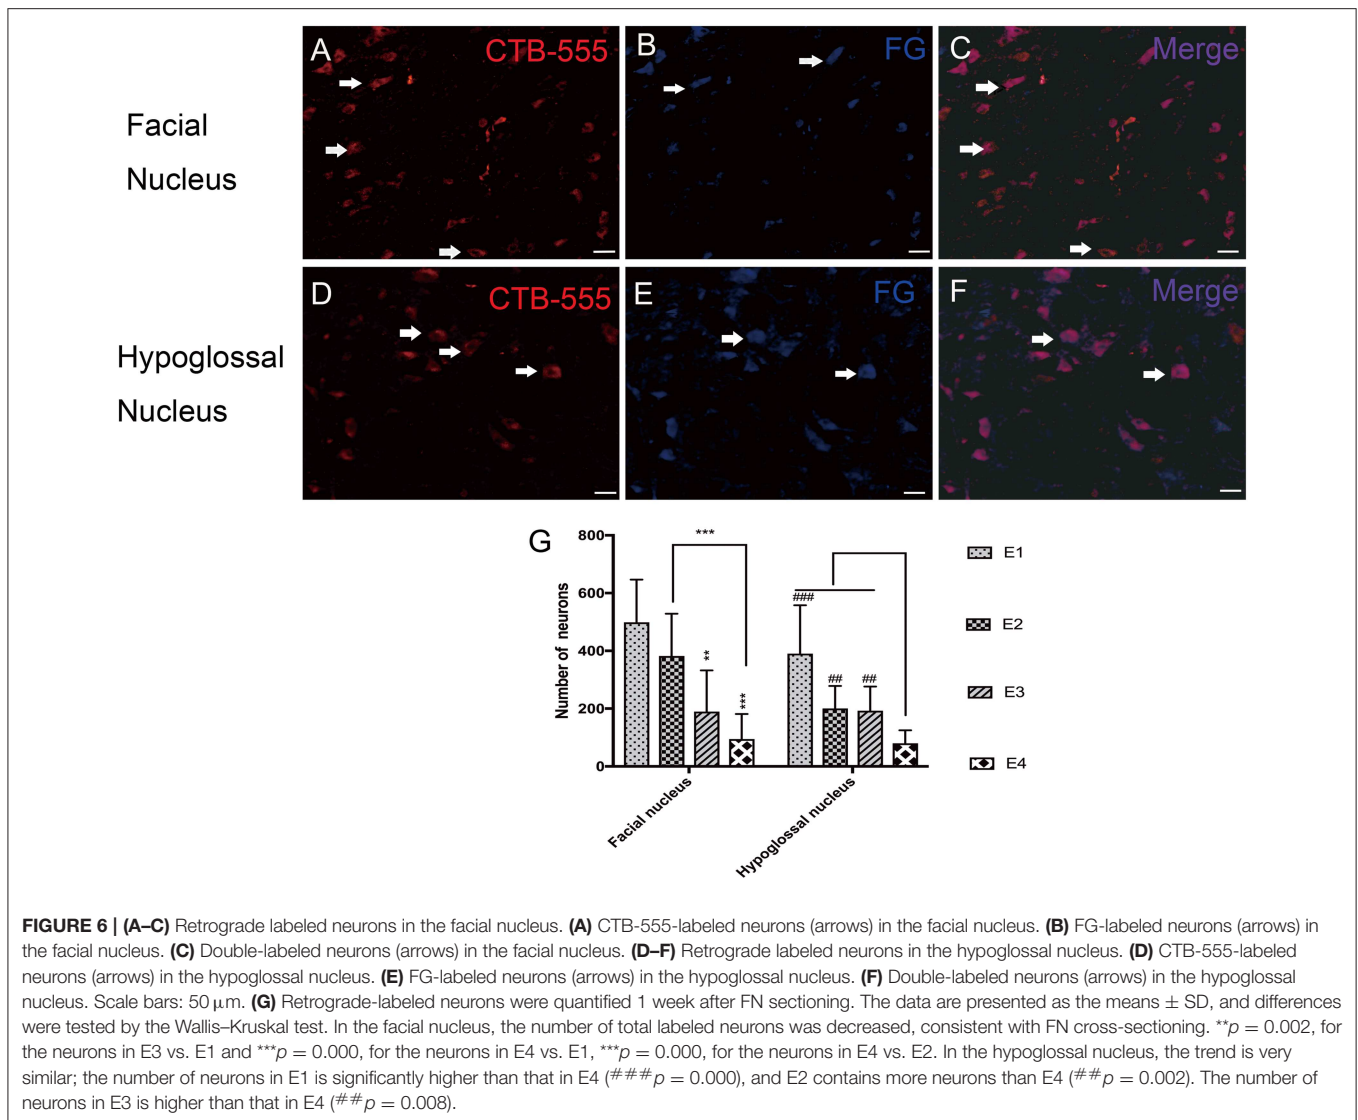 A
CTB-555
B
FG
C
Merge
Facial
Nucleus
D
CTB-555
E
FG
F
Merge
Hypoglossal
Nucleus
G
Number of neurons
800
600
400
200
0
***
**
***
###
##
##
Facial nucleus
Hypoglossal nucleus
E1
E2
E3
E4
FIGURE 6 | (A–C) Retrograde labeled neurons in the facial nucleus. (A) CTB-555-labeled neurons (arrows) in the facial nucleus. (B) FG-labeled neurons (arrows) in
the facial nucleus. (C) Double-labeled neurons (arrows) in the facial nucleus. (D–F) Retrograde labeled neurons in the hypoglossal nucleus. (D) CTB-555-labeled
neurons (arrows) in the hypoglossal nucleus. (E) FG-labeled neurons (arrows) in the hypoglossal nucleus. (F) Double-labeled neurons (arrows) in the hypoglossal
nucleus. Scale bars: 50 μm. (G) Retrograde-labeled neurons were quantified 1 week after FN sectioning. The data are presented as the means ± SD, and differences
were tested by the Wallis–Kruskal test. In the facial nucleus, the number of total labeled neurons was decreased, consistent with FN cross-sectioning. **p = 0.002, for
the neurons in E3 vs. E1 and ***p = 0.000, for the neurons in E4 vs. E1, ***p = 0.000, for the neurons in E4 vs. E2. In the hypoglossal nucleus, the trend is very
similar; the number of neurons in E1 is significantly higher than that in E4 (###p = 0.000), and E2 contains more neurons than E4 (##p = 0.002). The number of
neurons in E3 is higher than that in E4 (##p = 0.008).